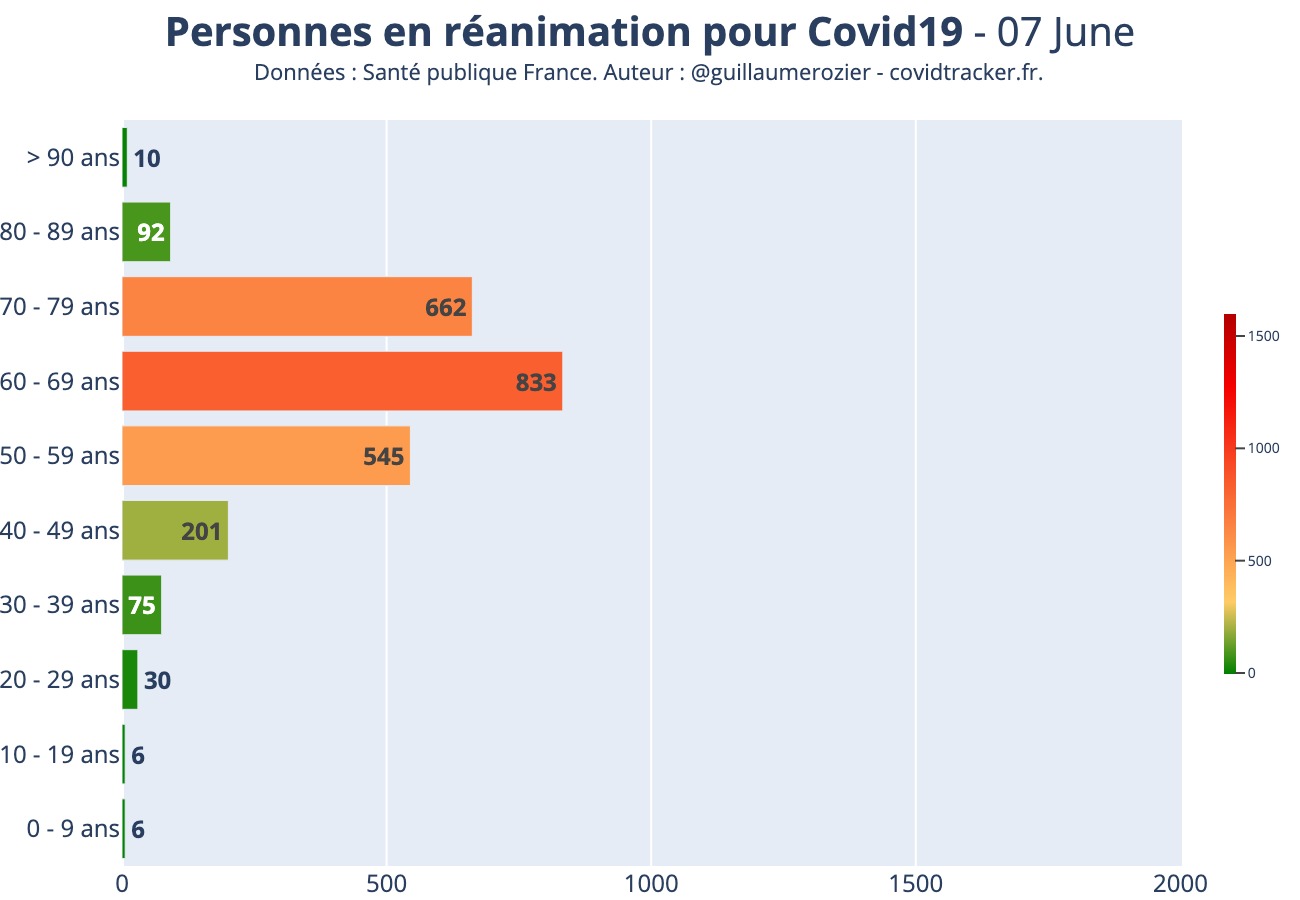 Personnes en réanimation pour Covid19 - 07 June
Données : Santé publique France. Auteur : @guillaumerozier - covidtracker.fr.
> 90 ans 10
80 - 89 ans 92
70 - 79 ans 662
60 - 69 ans 833
50 - 59 ans 545
40 - 49 ans 201
30 - 39 ans 75
20 - 29 ans 30
10 - 19 ans 6
0 - 9 ans 6
0 500 1000 1500 2000
1500
1000
500
0